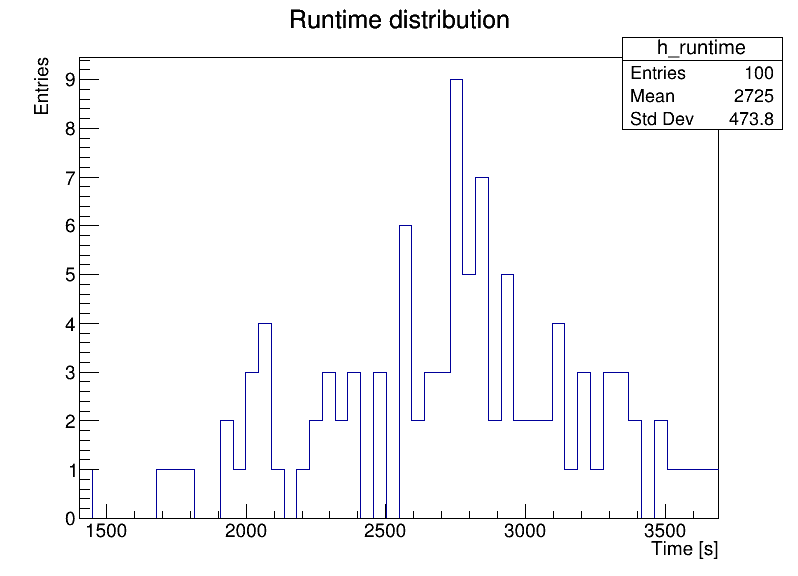 Runtime distribution
h_runtime
Entries 100
Mean 2725
Std Dev 473.8
Entries
9
8
7
6
5
4
3
2
1
0
1500 2000 2500 3000 3500
Time [s]